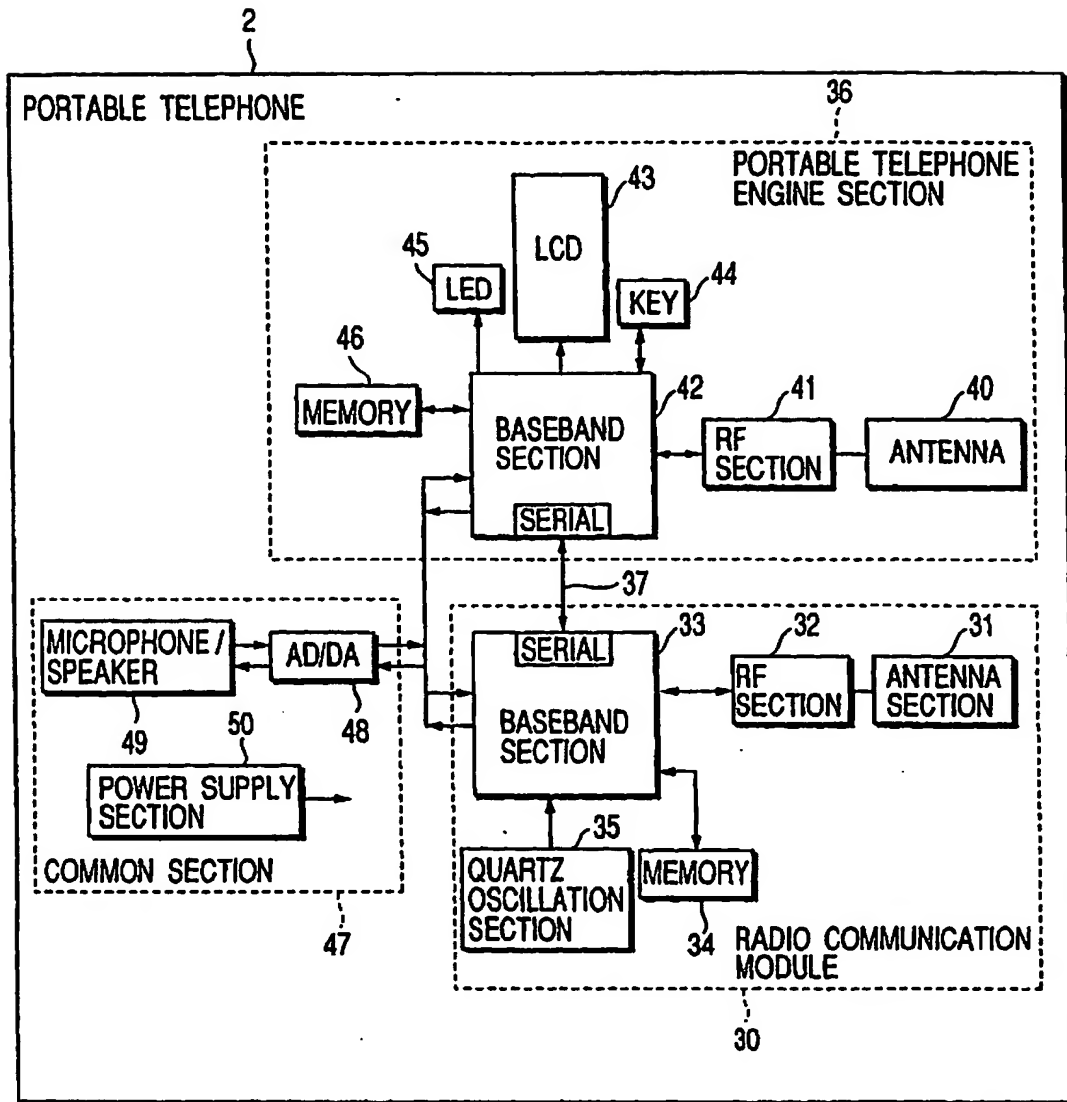 2
PORTABLE TELEPHONE
36
PORTABLE TELEPHONE
ENGINE SECTION
43
LCD
45
LED
44
KEY
46
MEMORY
42
BASEBAND
SECTION
SERIAL
41
RF
SECTION
40
ANTENNA
37
MICROPHONE /
SPEAKER
49
AD/DA
48
50
POWER SUPPLY
SECTION
COMMON SECTION
47
SERIAL
33
BASEBAND
SECTION
32
RF
SECTION
31
ANTENNA
SECTION
35
QUARTZ
OSCILLATION
SECTION
MEMORY
34
RADIO COMMUNICATION
MODULE
30